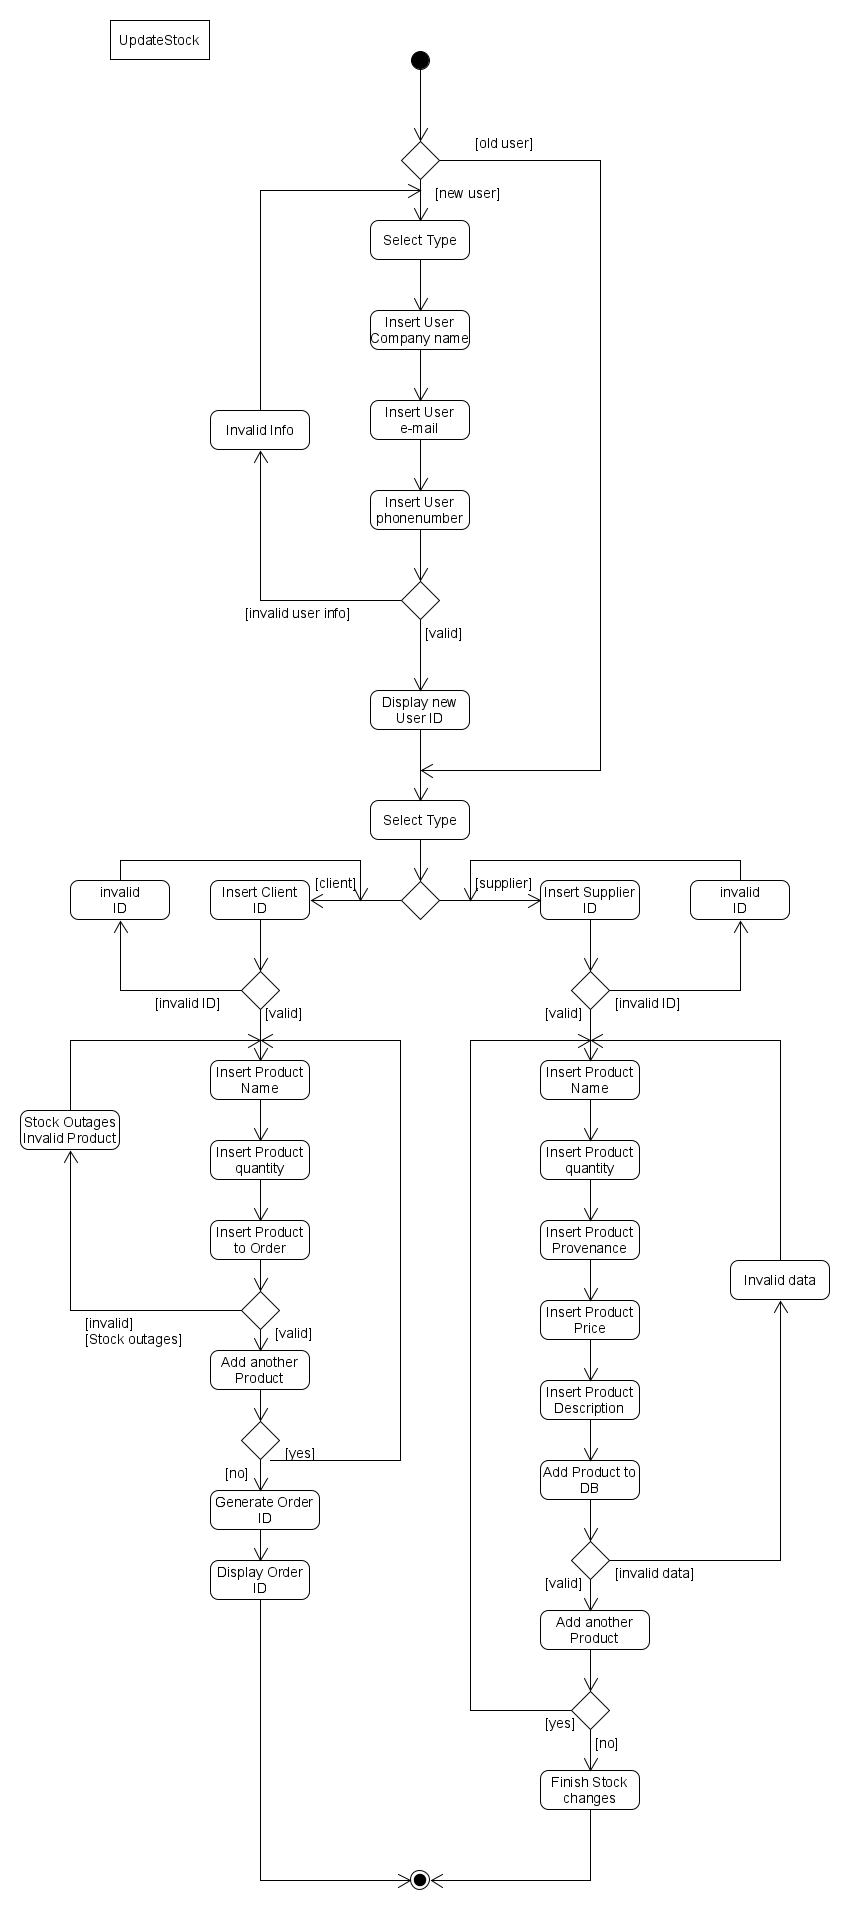 UpdateStock
[old user]
[new user]
Select Type
Insert User
Company name
Insert User
e-mail
Invalid Info
Insert User
phonenumber
[invalid user info]
[valid]
Display new
User ID
Select Type
[client]
[supplier]
invalid
ID
Insert Client
ID
Insert Supplier
ID
invalid
ID
[invalid ID]
[valid]
[valid]
[invalid ID]
Insert Product
Name
Insert Product
Name
Stock Outages
Invalid Product
Insert Product
quantity
Insert Product
quantity
Insert Product
to Order
Insert Product
Provenance
Invalid data
[invalid]
[Stock outages]
[valid]
Insert Product
Price
Add another
Product
Insert Product
Description
[yes]
[no]
Add Product to
DB
Generate Order
ID
Display Order
ID
[valid]
[invalid data]
Add another
Product
[yes]
[no]
Finish Stock
changes